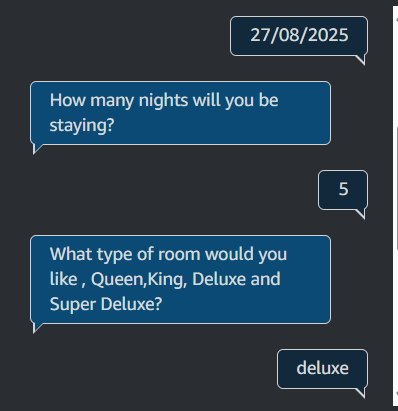 27/08/2025
How many nights will you be
staying?
5
What type of room would you
like , Queen,King, Deluxe and
Super Deluxe?
deluxe